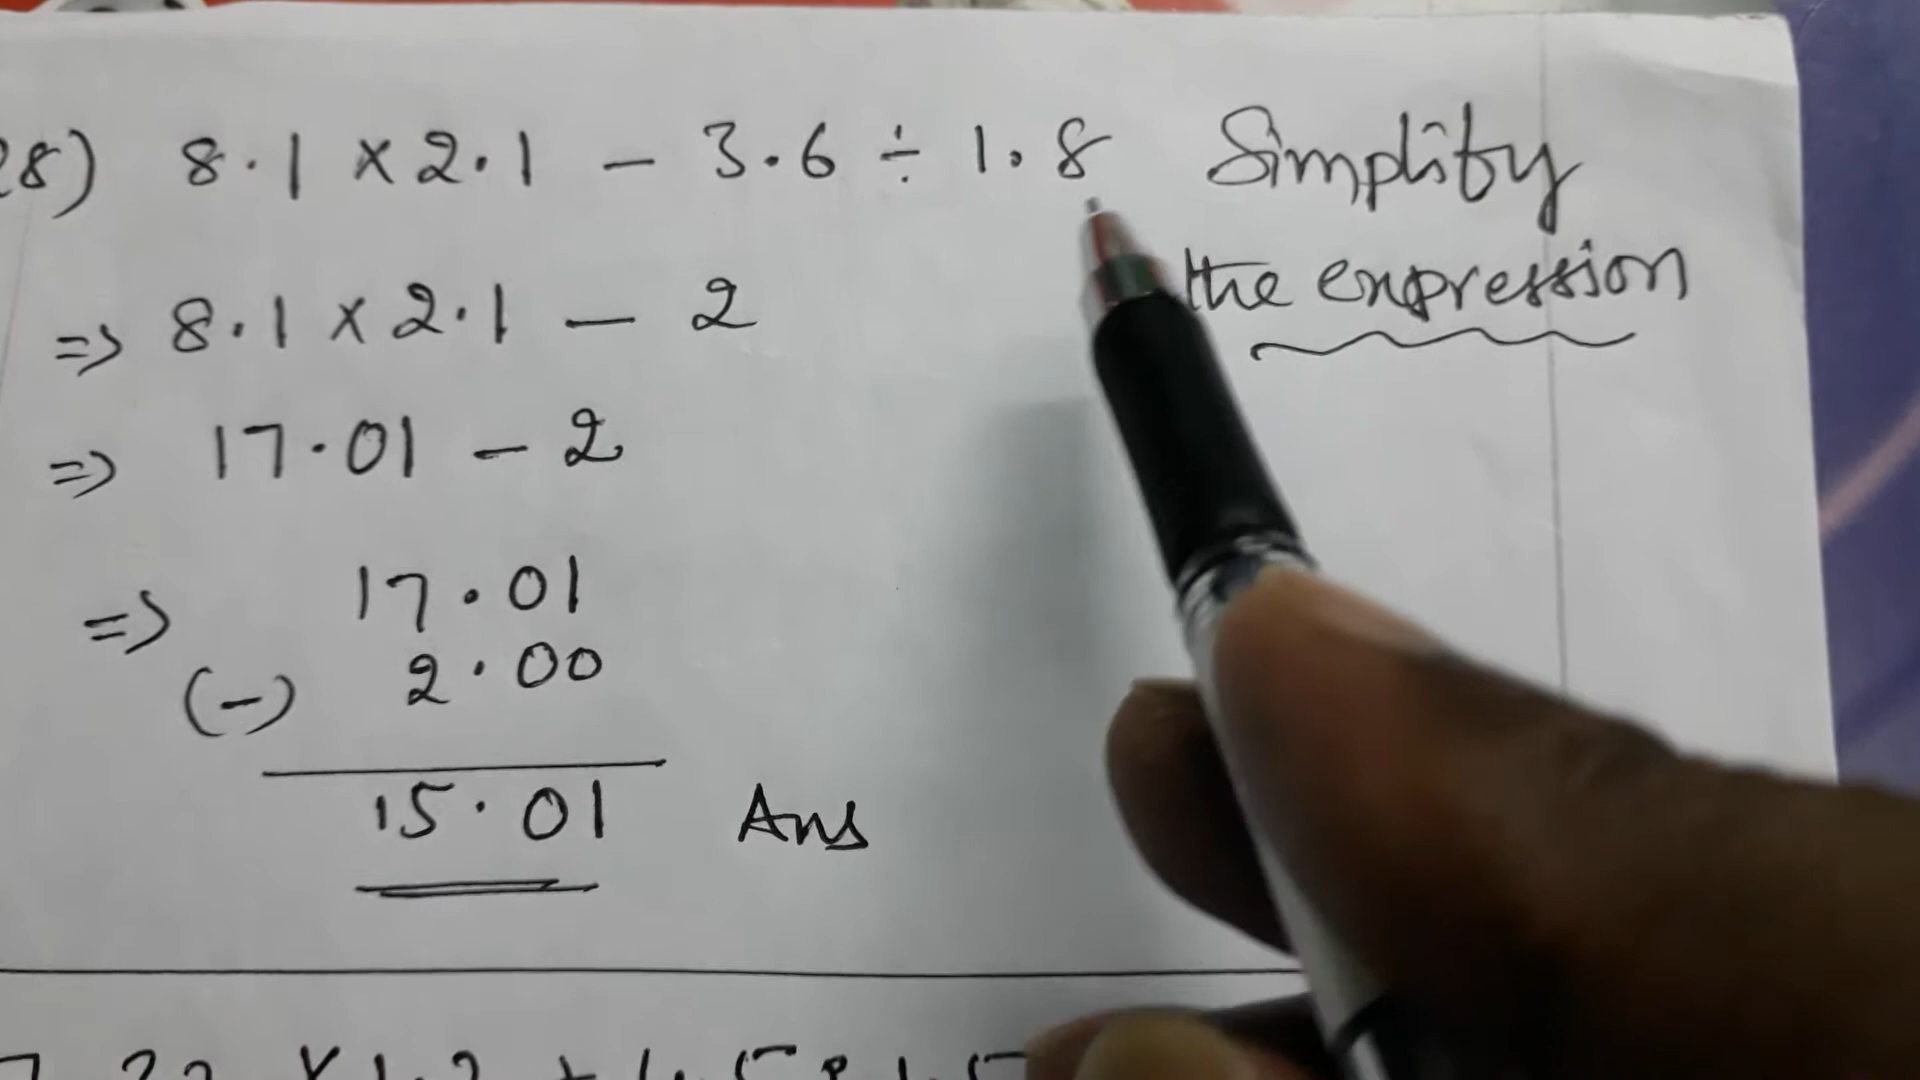 28) 8.1 × 2.1 - 3.6 ÷ 1.8 Simplify
the expression
=> 8.1 × 2.1 - 2
=> 17.01 - 2
=> 17.01
(-) 2.00
15.01 Ans